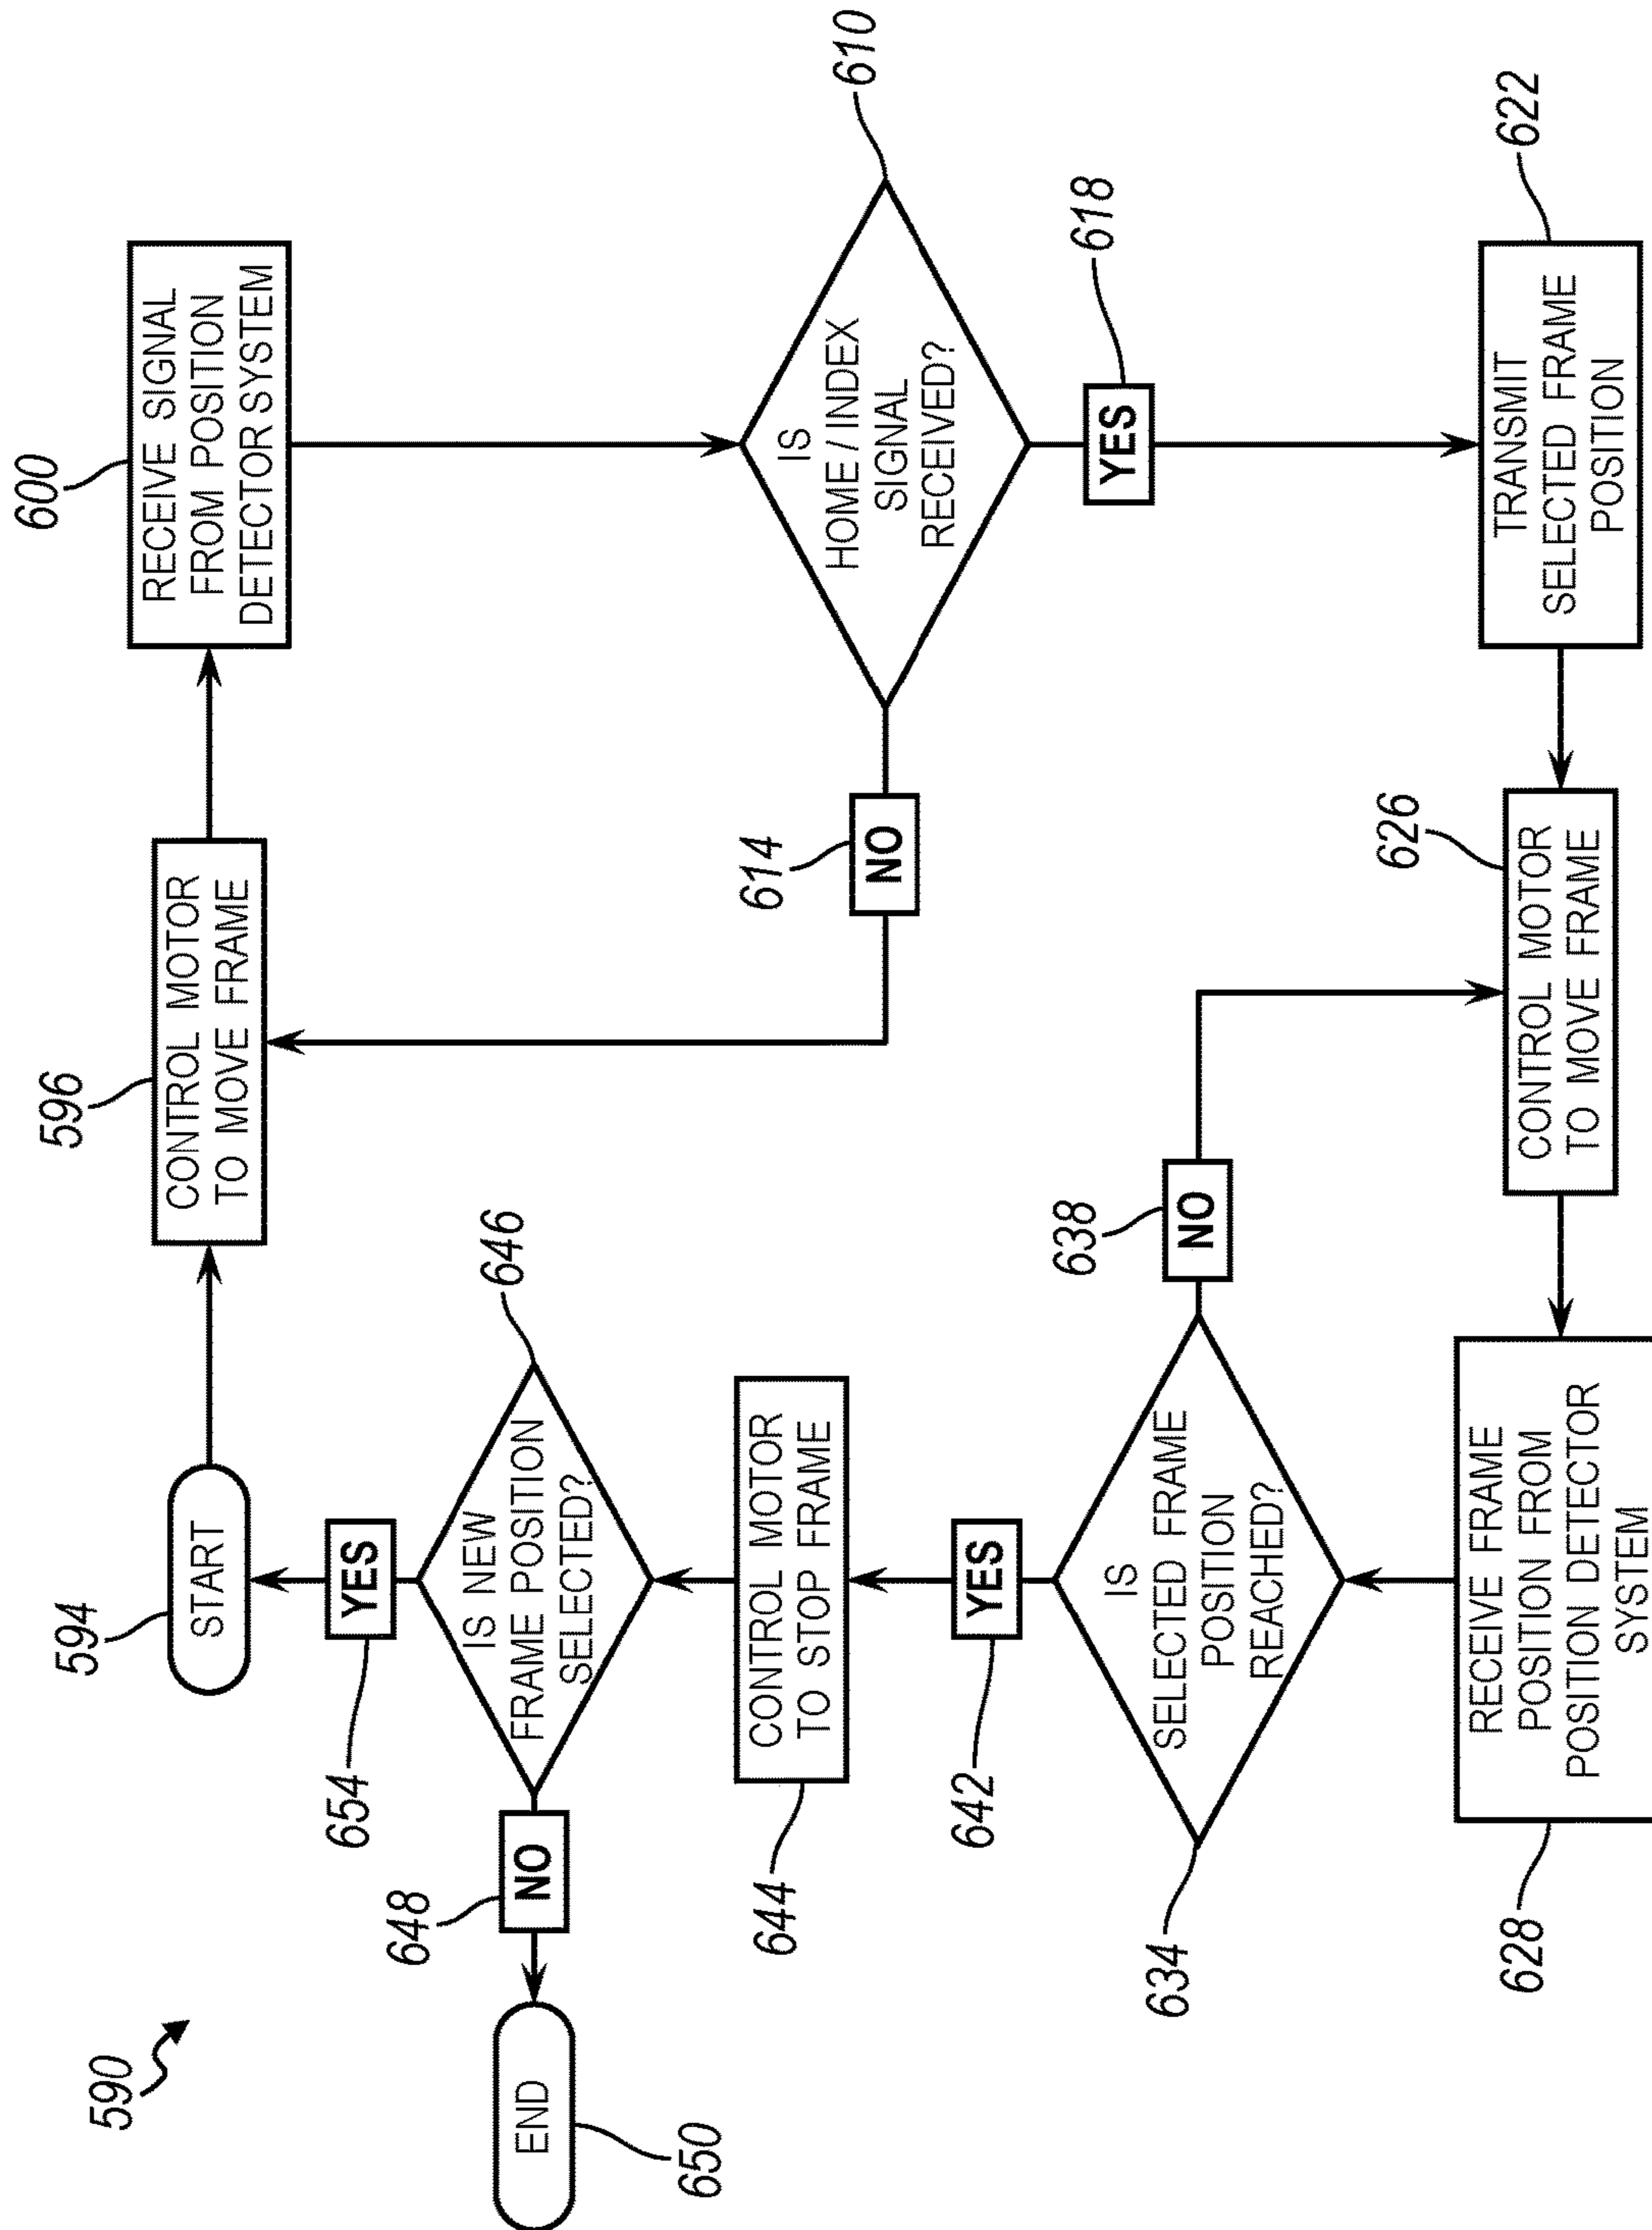 590
594
START
596
CONTROL MOTOR
TO MOVE FRAME
600
RECEIVE SIGNAL
FROM POSITION
DETECTOR SYSTEM
610
IS
HOME / INDEX
SIGNAL
RECEIVED?
614
NO
618
YES
622
TRANSMIT
SELECTED FRAME
POSITION
626
CONTROL MOTOR
TO MOVE FRAME
628
RECEIVE FRAME
POSITION FROM
POSITION DETECTOR
SYSTEM
634
IS
SELECTED FRAME
POSITION
REACHED?
638
NO
642
YES
644
CONTROL MOTOR
TO STOP FRAME
646
IS NEW
FRAME POSITION
SELECTED?
654
YES
648
NO
650
END